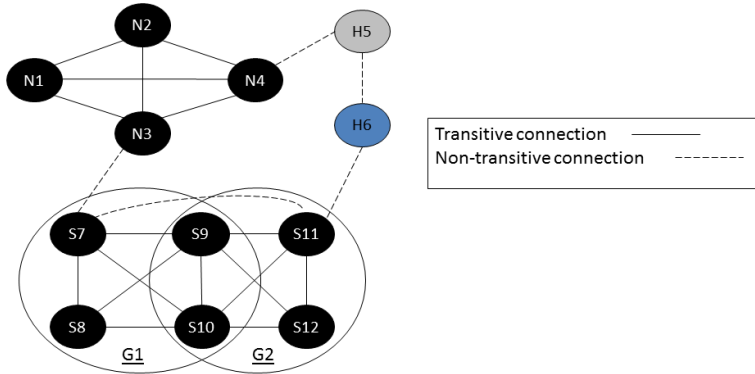 N2
H5
N1
N4
N3
H6
Transitive connection
Non-transitive connection
S7
S9
S11
S8
S10
S12
G1
G2